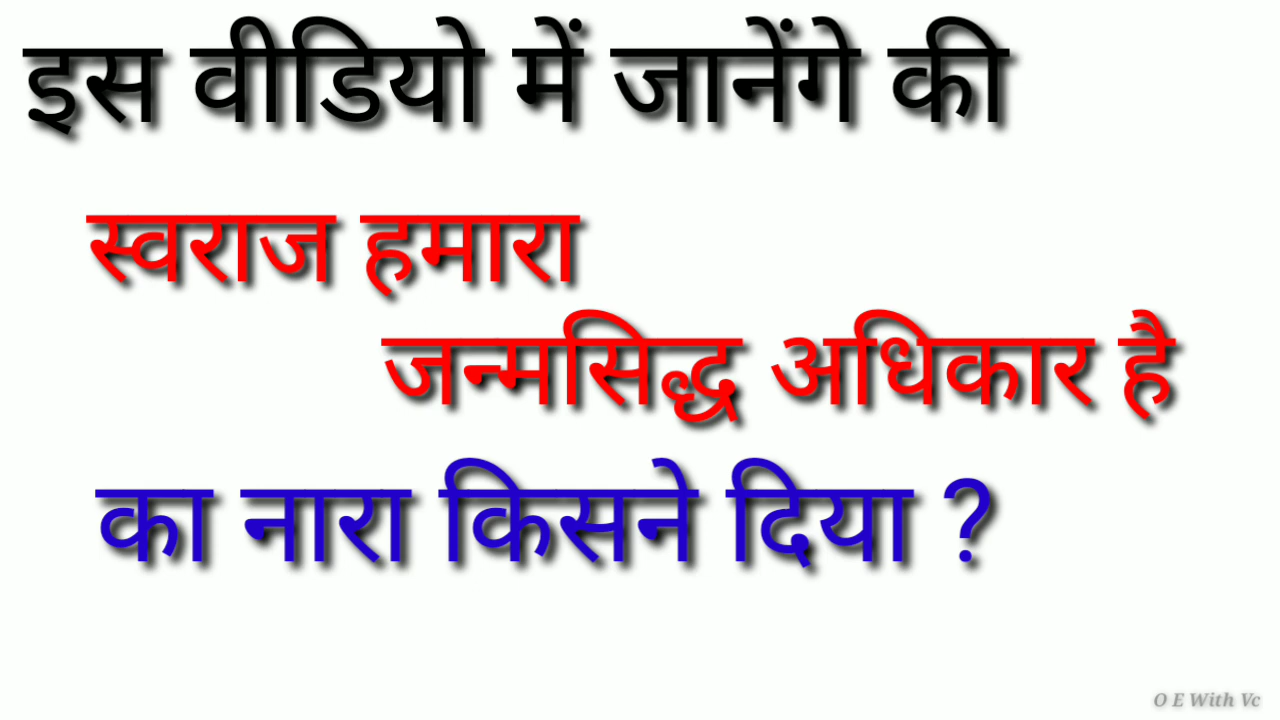 इस वीडियो में जानेंगे की
स्वराज हमारा
जन्मसिद्ध अधिकार है
का नारा किसने दिया ?
O E With Vc